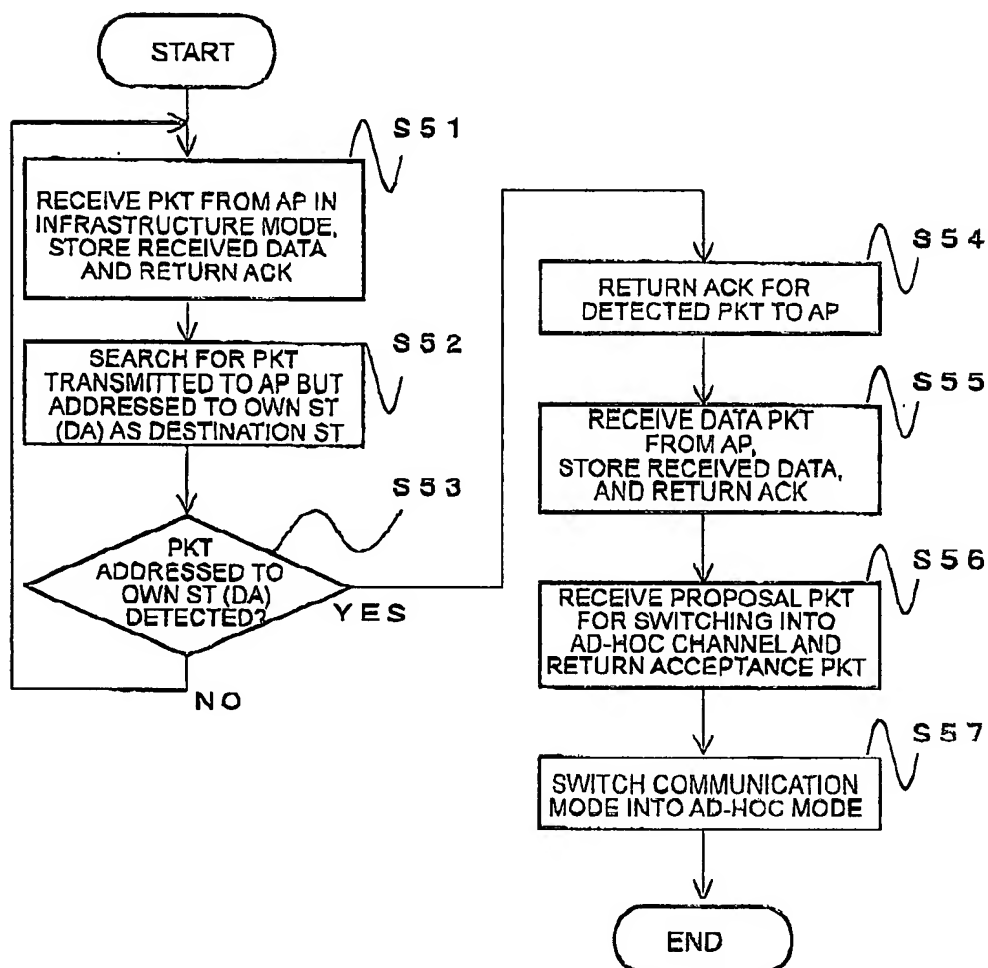 START
S51
RECEIVE PKT FROM AP IN
INFRASTRUCTURE MODE,
STORE RECEIVED DATA
AND RETURN ACK
S52
SEARCH FOR PKT
TRANSMITTED TO AP BUT
ADDRESSED TO OWN ST
(DA) AS DESTINATION ST
S53
PKT
ADDRESSED TO
OWN ST (DA)
DETECTED?
YES
NO
S54
RETURN ACK FOR
DETECTED PKT TO AP
S55
RECEIVE DATA PKT
FROM AP,
STORE RECEIVED DATA,
AND RETURN ACK
S56
RECEIVE PROPOSAL PKT
FOR SWITCHING INTO
AD-HOC CHANNEL AND
RETURN ACCEPTANCE PKT
S57
SWITCH COMMUNICATION
MODE INTO AD-HOC MODE
END